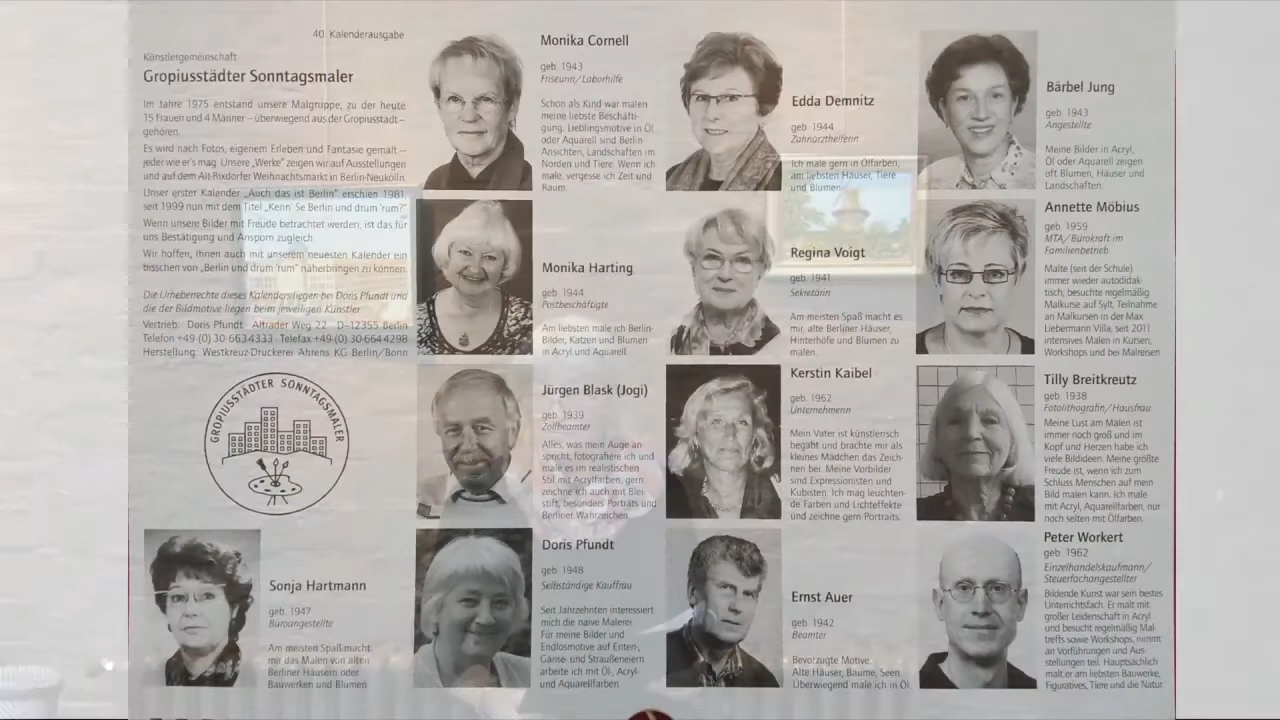 40. Kalenderausgabe
Künstlergemeinschaft
Gropiusstädter Sonntagsmaler
Im Jahre 1975 entstand unsere Malgruppe, zu der heute
15 Frauen und 4 Männer – überwiegend aus der Gropiusstadt –
gehören.
Es wird nach Fotos, eigenem Erleben und Fantasie gemalt –
jeder wie er's mag. Unsere „Werke" zeigen wir auf Ausstellungen
und auf dem Alt-Rixdorfer Weihnachtsmarkt in Berlin-Neukölln.
Unser erster Kalender „Auch das ist Berlin" erschien 1981,
seit 1999 nun mit dem Titel „Kenn' Se Berlin und drum 'rum?"
Wenn unsere Bilder mit Freude betrachtet werden, ist das für
uns Bestätigung und Ansporn zugleich.
Wir hoffen, Ihnen auch mit unserem neuesten Kalender ein
bisschen von „Berlin und drum 'rum" näherbringen zu können.
Die Urheberrechte dieses Kalenders liegen bei Doris Pfundt und
die der Bildmotive liegen beim jeweiligen Künstler.
Vertrieb: Doris Pfundt Altrader Weg 22 D–12355 Berlin
Telefon +49 (0) 30 6634333 · Telefax +49 (0) 30 664 4298
Herstellung: Westkreuz-Druckerei Ahrens KG Berlin/Bonn
GROPIUSSTÄDTER SONNTAGSMALER
Sonja Hartmann
geb. 1947
Büroangestellte
Am meisten Spaß macht
mir das Malen von alten
Berliner Häusern oder
Bauwerken und Blumen
Monika Cornell
geb. 1943
Friseurin/Laborhilfe
Schon als Kind war malen
meine liebste Beschäfti-
gung. Lieblingsmotive in Öl
oder Aquarell sind Berlin-
Ansichten, Landschaften im
Norden und Tiere. Wenn ich
male, vergesse ich Zeit und
Raum.
Monika Harting
geb. 1944
Postbeschäftigte
Am liebsten male ich Berlin-
Bilder, Katzen und Blumen
in Acryl und Aquarell.
Jürgen Blask (Jogi)
geb. 1939
Zollbeamter
Alles, was mein Auge an-
spricht, fotografiere ich und
male es im realistischen
Stil mit Acrylfarben, gern
zeichne ich auch mit Blei-
stift, besonders Porträts und
Berliner Wahrzeichen.
Doris Pfundt
geb. 1948
Selbständige Kauffrau
Seit Jahrzehnten interessiert
mich die naive Malerei.
Für meine Bilder und
Endlosmotive auf Enten-,
Gänse- und Straußeneiern
arbeite ich mit Öl-, Acryl-
und Aquarellfarben.
Edda Demnitz
geb. 1944
Zahnarzthelferin
Ich male gern in Ölfarben,
am liebsten Häuser, Tiere
und Blumen.
Regina Voigt
geb. 1941
Sekretärin
Am meisten Spaß macht es
mir, alte Berliner Häuser,
Hinterhöfe und Blumen zu
malen.
Kerstin Kaibel
geb. 1962
Unternehmerin
Mein Vater ist künstlerisch
begabt und brachte mir als
kleines Mädchen das Zeich-
nen bei. Meine Vorbilder
sind Expressionisten und
Kubisten. Ich mag leuchten-
de Farben und Lichteffekte
und zeichne gern Portraits.
Ernst Auer
geb. 1942
Beamter
Bevorzugte Motive:
Alte Häuser, Bäume, Seen.
Überwiegend male ich in Öl.
Bärbel Jung
geb. 1943
Angestellte
Meine Bilder in Acryl,
Öl oder Aquarell zeigen
oft Blumen, Häuser und
Landschaften.
Annette Möbius
geb. 1959
MTA/Bürokraft im
Familienbetrieb
Malte (seit der Schule)
immer wieder autodidak-
tisch, besuchte regelmäßig
Malkurse auf Sylt, Teilnahme
an Malkursen in der Max
Liebermann Villa, seit 2011
intensives Malen in Kursen,
Workshops und bei Malreisen
Tilly Breitkreutz
geb. 1938
Fotolithografin/Hausfrau
Meine Lust am Malen ist
immer noch groß und im
Kopf und Herzen habe ich
viele Bildideen. Meine größte
Freude ist, wenn ich zum
Schluss Menschen auf mein
Bild malen kann. Ich male
mit Acryl, Aquarellfarben, nur
noch selten mit Ölfarben.
Peter Workert
geb. 1962
Einzelhandelskaufmann/
Steuerfachangestellter
Bildende Kunst war sein bestes
Unterrichtsfach. Er malt mit
großer Leidenschaft in Acryl
und besucht regelmäßig Mal-
treffs sowie Workshops, nimmt
an Vorführungen und Aus-
stellungen teil. Hauptsächlich
malt er am liebsten Bauwerke,
Figuratives, Tiere und die Natur.